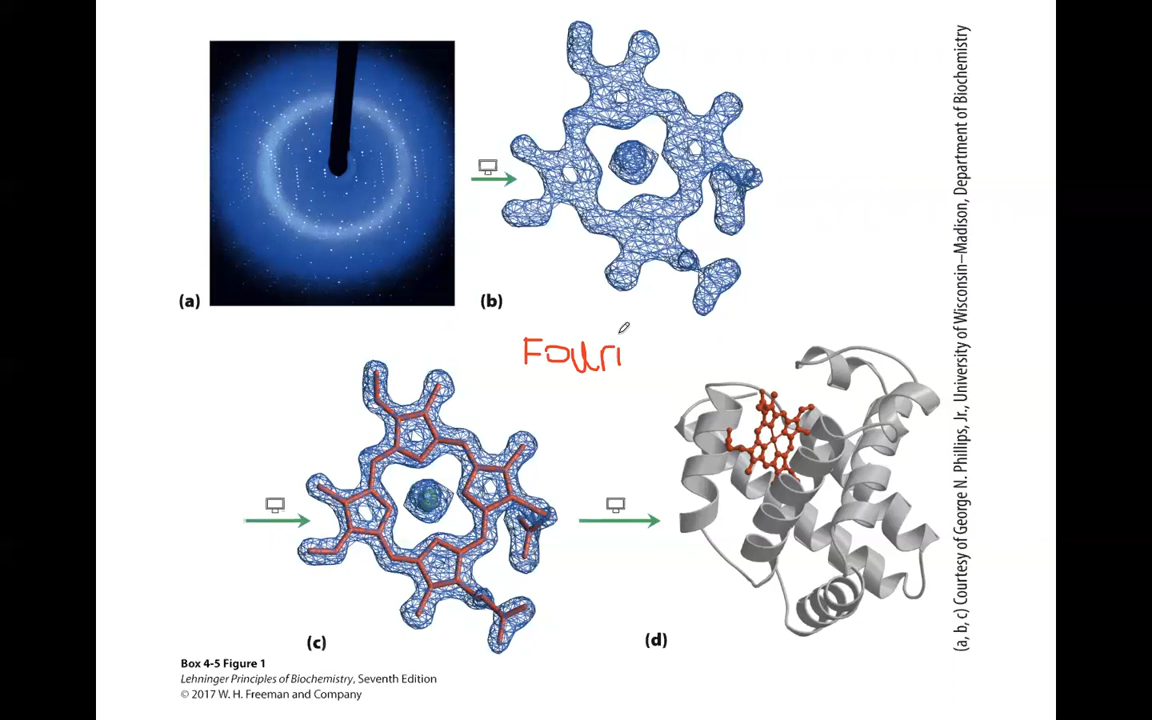 (a)
(b)
Fouri
(c)
(d)
Box 4-5 Figure 1
Lehninger Principles of Biochemistry, Seventh Edition
© 2017 W. H. Freeman and Company
(a, b, c) Courtesy of George N. Phillips, Jr., University of Wisconsin–Madison, Department of Biochemistry